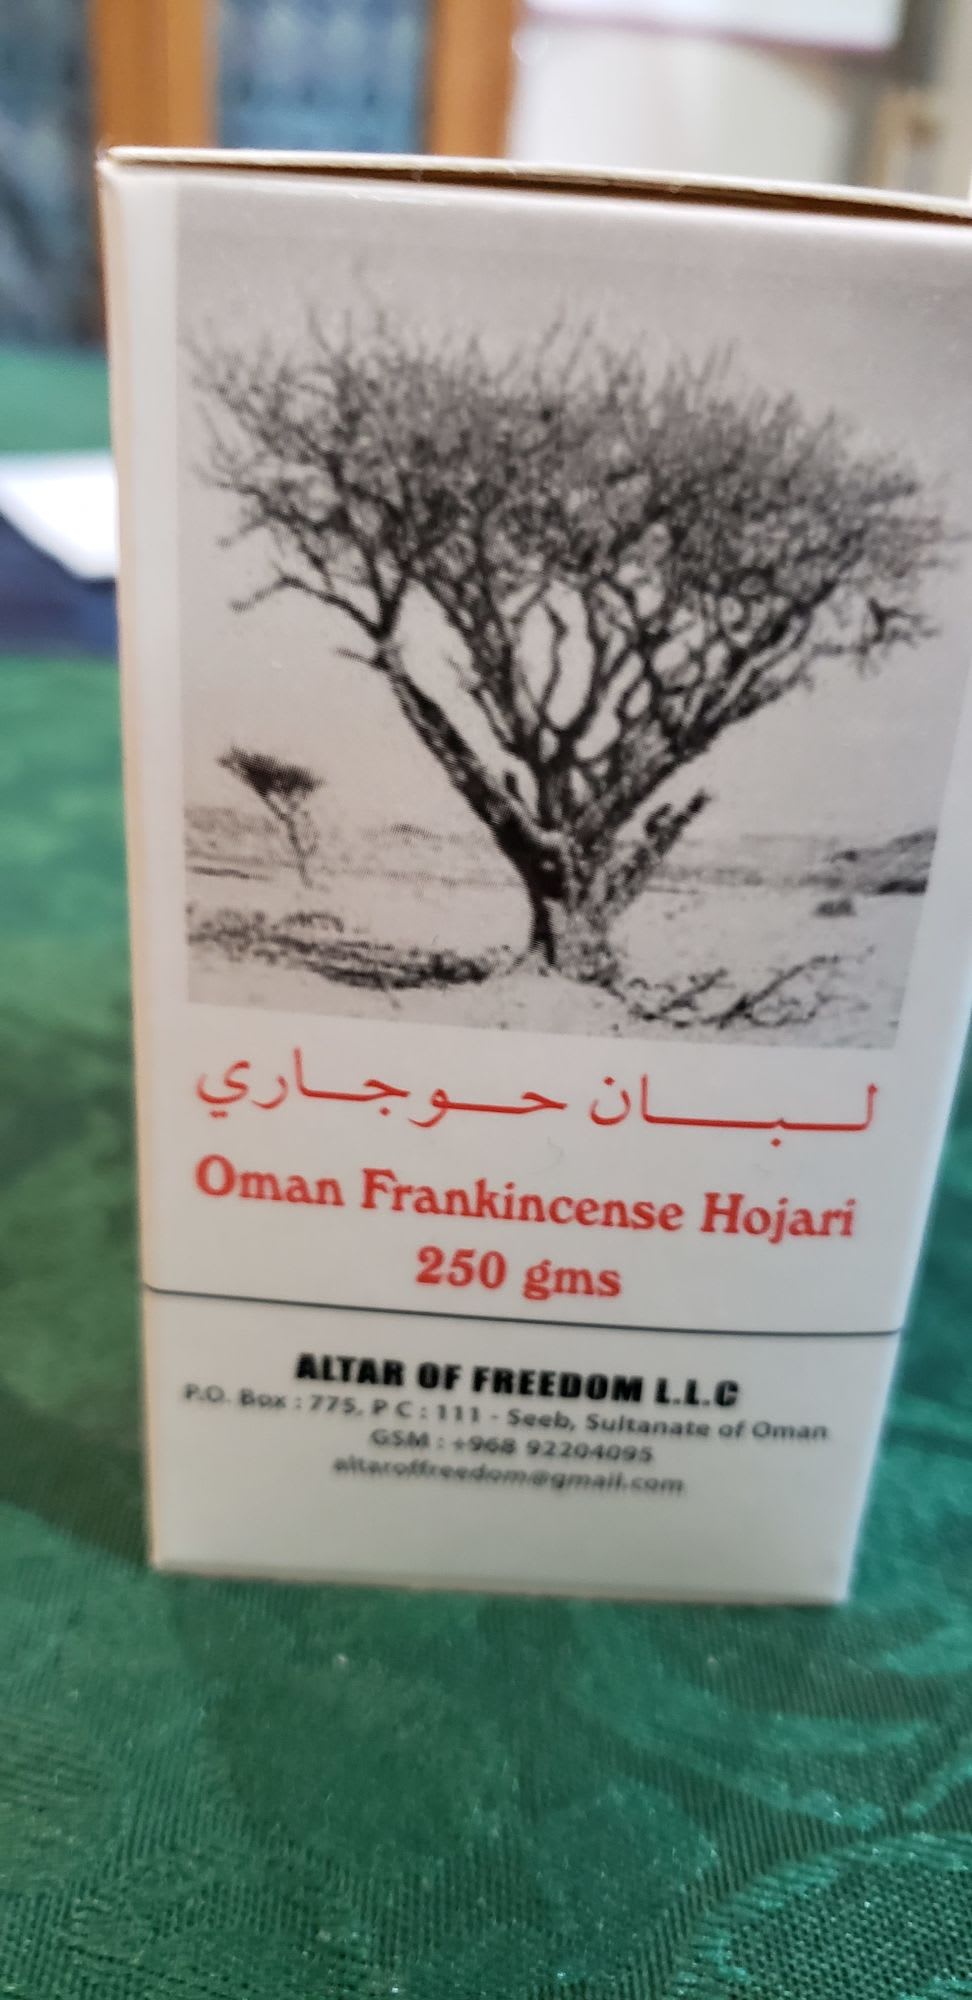 لبان حوجاري
Oman Frankincense Hojari
250 gms
ALTAR OF FREEDOM L.L.C
P.O. Box : 775, P C : 111 - Seeb, Sultanate of Oman
GSM : +968 92204095
altaroffreedom@gmail.com